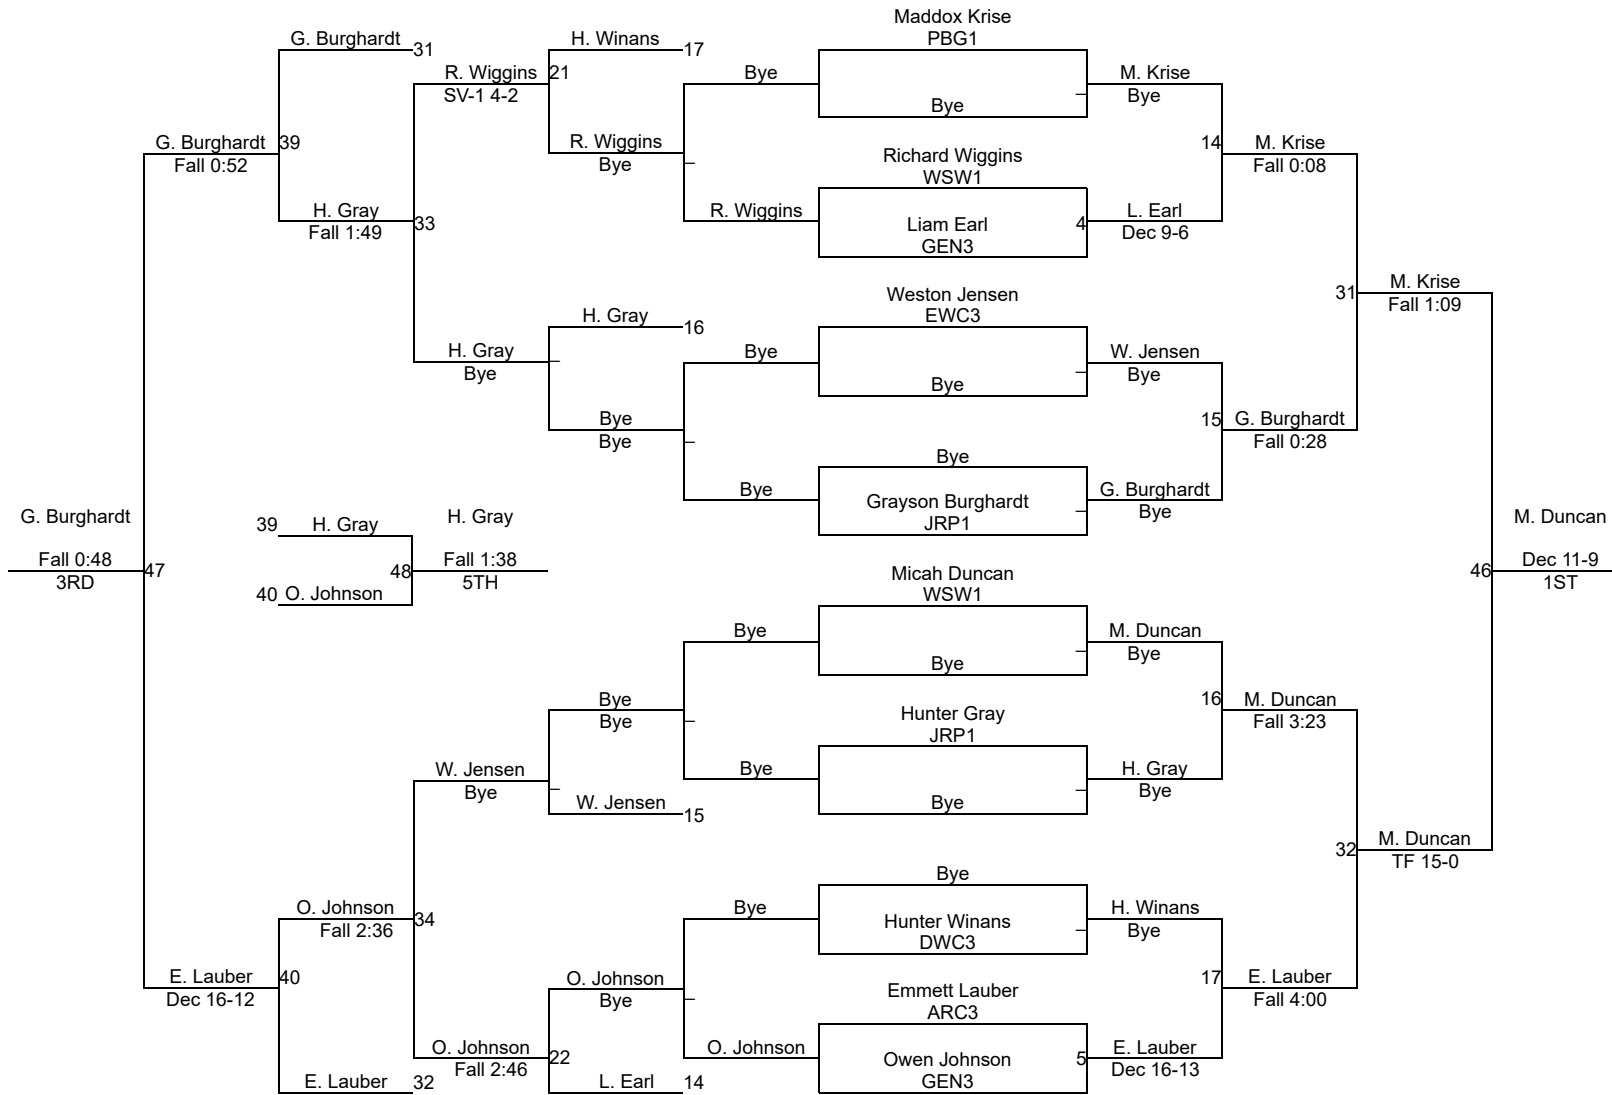 Maddox Krise
G. Burghardt
31
H. Winans
17
PBG1
R. Wiggins
21
Bye
M. Krise
SV-1 4-2
Bye
Bye
G. Burghardt
39
R. Wiggins
14
M. Krise
Fall 0:52
Bye
Richard Wiggins
Fall 0:08
WSW1
H. Gray
R. Wiggins
L. Earl
Fall 1:49
33
Liam Earl
4
Dec 9-6
GEN3
Weston Jensen
31
M. Krise
H. Gray
16
EWC3
Fall 1:09
H. Gray
Bye
W. Jensen
Bye
Bye
Bye
Bye
15
G. Burghardt
Bye
Fall 0:28
Bye
Bye
Grayson Burghardt
G. Burghardt
G. Burghardt
39
H. Gray
H. Gray
JRP1
Bye
M. Duncan
Fall 0:48
47
48
Fall 1:38
46
Dec 11-9
3RD
5TH
Micah Duncan
1ST
40
O. Johnson
WSW1
Bye
M. Duncan
Bye
Bye
Bye
16
M. Duncan
Bye
Hunter Gray
Fall 3:23
JRP1
W. Jensen
Bye
H. Gray
Bye
Bye
Bye
W. Jensen
15
32
M. Duncan
TF 15-0
Bye
O. Johnson
34
Bye
Hunter Winans
H. Winans
Fall 2:36
DWC3
Bye
E. Lauber
40
O. Johnson
17
E. Lauber
Dec 16-12
Bye
Emmett Lauber
Fall 4:00
ARC3
O. Johnson
22
O. Johnson
Owen Johnson
5
E. Lauber
Fall 2:46
Dec 16-13
E. Lauber
32
L. Earl
14
GEN3